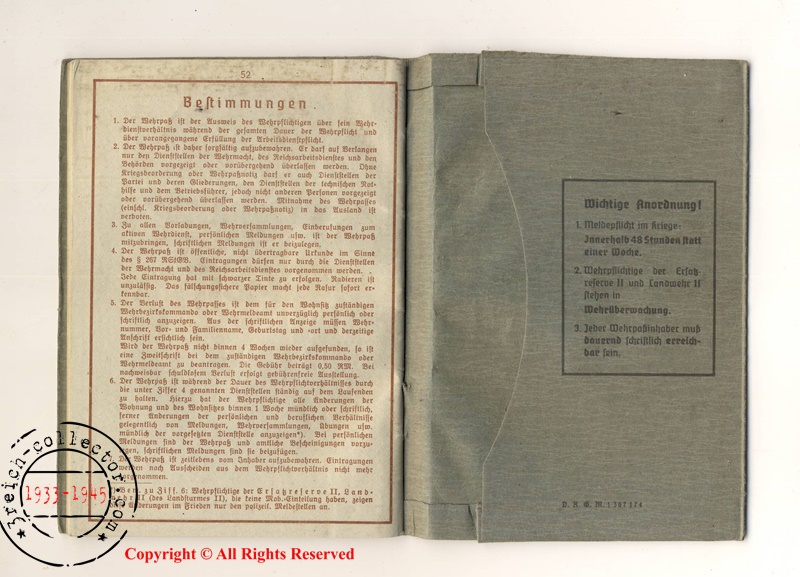 52
Bestimmungen.
1. Der Wehrpaß ist der Ausweis des Wehrpflichtigen über sein Wehr-
dienstverhältnis während der gesamten Dauer der Wehrpflicht und
über vorangegangene Erfüllung der Arbeitsdienstpflicht.
2. Der Wehrpaß ist daher sorgfältig aufzubewahren. Er darf auf Verlangen
nur den Dienststellen der Wehrmacht, des Reichsarbeitsdienstes und den
Behörden vorgezeigt oder vorübergehend überlassen werden. Ohne
Kriegsbeorderung oder Wehrpaßnotiz darf er auch Dienststellen der
Partei und deren Gliederungen, den Dienststellen der technischen Not-
hilfe und dem Betriebsführer, jedoch nicht anderen Personen vorgezeigt
oder vorübergehend überlassen werden. Mitnahme des Wehrpasses
(einschl. Kriegsbeorderung oder Wehrpaßnotiz) in das Ausland ist
verboten.
3. Zu allen Vorladungen, Wehrversammlungen, Einberufungen zum
aktiven Wehrdienst, persönlichen Meldungen usw. ist der Wehrpaß
mitzubringen, schriftlichen Meldungen ist er beizulegen.
4. Der Wehrpaß ist öffentliche, nicht übertragbare Urkunde im Sinne
des § 267 RStGB. Eintragungen dürfen nur durch die Dienststellen
der Wehrmacht und des Reichsarbeitsdienstes vorgenommen werden.
Jede Eintragung hat mit schwarzer Tinte zu erfolgen. Radieren ist
unzulässig. Das fälschungssichere Papier macht jede Rasur sofort er-
kennbar.
5. Der Verlust des Wehrpasses ist dem für den Wohnsitz zuständigen
Wehrbezirkskommando oder Wehrmeldeamt unverzüglich persönlich oder
schriftlich anzuzeigen. Aus der schriftlichen Anzeige müssen Wehr-
nummer, Vor- und Familienname, Geburtstag und -ort und derzeitige
Anschrift ersichtlich sein.
Wird der Wehrpaß nicht binnen 4 Wochen wieder aufgefunden, so ist
eine Zweitschrift bei dem zuständigen Wehrbezirkskommando oder
Wehrmeldeamt zu beantragen. Die Gebühr beträgt 0,50 RM. Bei
nachweisbar schuldlosem Verlust erfolgt gebührenfreie Ausstellung.
6. Der Wehrpaß ist während der Dauer des Wehrpflichtverhältnisses durch
die unter Ziffer 4 genannten Dienststellen ständig auf dem Laufenden
zu halten. Hierzu hat der Wehrpflichtige alle Änderungen der
Wohnung und des Wohnsitzes binnen 1 Woche mündlich oder schriftlich,
ferner Änderungen der persönlichen und beruflichen Verhältnisse
gelegentlich von Meldungen, Wehrversammlungen, Übungen usw.
mündlich der vorgesetzten Dienststelle anzuzeigen*). Bei persönlichen
Meldungen sind der Wehrpaß und amtliche Bescheinigungen vorzu-
legen, schriftlichen Meldungen sind sie beizufügen.
Der Wehrpaß ist zeitlebens vom Inhaber aufzubewahren. Eintragungen
werden nach Ausscheiden aus dem Wehrpflichtverhältnis nicht mehr
vorgenommen.
zu Ziff. 6: Wehrpflichtige der Ersatzreserve II, Land-
wehr II (des Landsturmes II), die keine Mob.-Einteilung haben, zeigen
Änderungen im Frieden nur den polizeil. Meldestellen an.
Wichtige Anordnung!
1. Meldepflicht im Kriege:
Innerhalb 48 Stunden statt
einer Woche.
2. Wehrpflichtige der Ersatz-
reserve II und Landwehr II
stehen in
Wehrüberwachung.
3. Jeder Wehrpaßinhaber muß
dauernd schriftlich erreich-
bar sein.
D. R. G. M. 1 387 174
*3reich-collector.com*
1933-1945
Copyright © All Rights Reserved